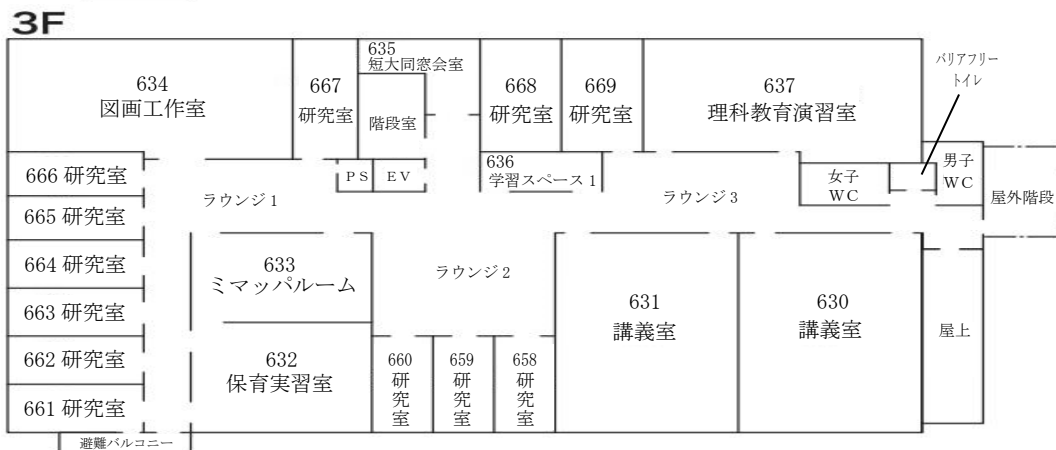 3F
634
図画工作室
667
研究室
635
短大同窓会室
階段室
668
研究室
669
研究室
637
理科教育演習室
バリアフリー
トイレ
666 研究室
665 研究室
664 研究室
663 研究室
662 研究室
661 研究室
避難バルコニー
ラウンジ1
PS
EV
636
学習スペース1
ラウンジ3
女子
WC
男子
WC
屋外階段
633
ミマッパルーム
632
保育実習室
ラウンジ2
660
研究室
659
研究室
658
研究室
631
講義室
630
講義室
屋上